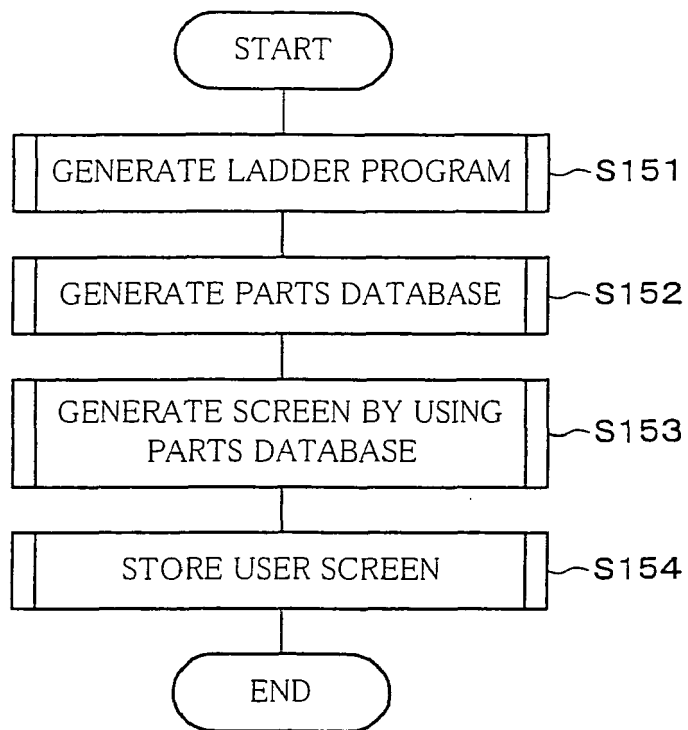 START
GENERATE LADDER PROGRAM
S151
GENERATE PARTS DATABASE
S152
GENERATE SCREEN BY USING
PARTS DATABASE
S153
STORE USER SCREEN
S154
END